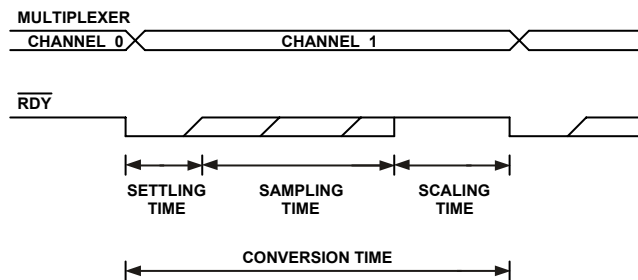 MULTIPLEXER
CHANNEL 0
CHANNEL 1
RDY
SETTLING TIME
SAMPLING TIME
SCALING TIME
CONVERSION TIME